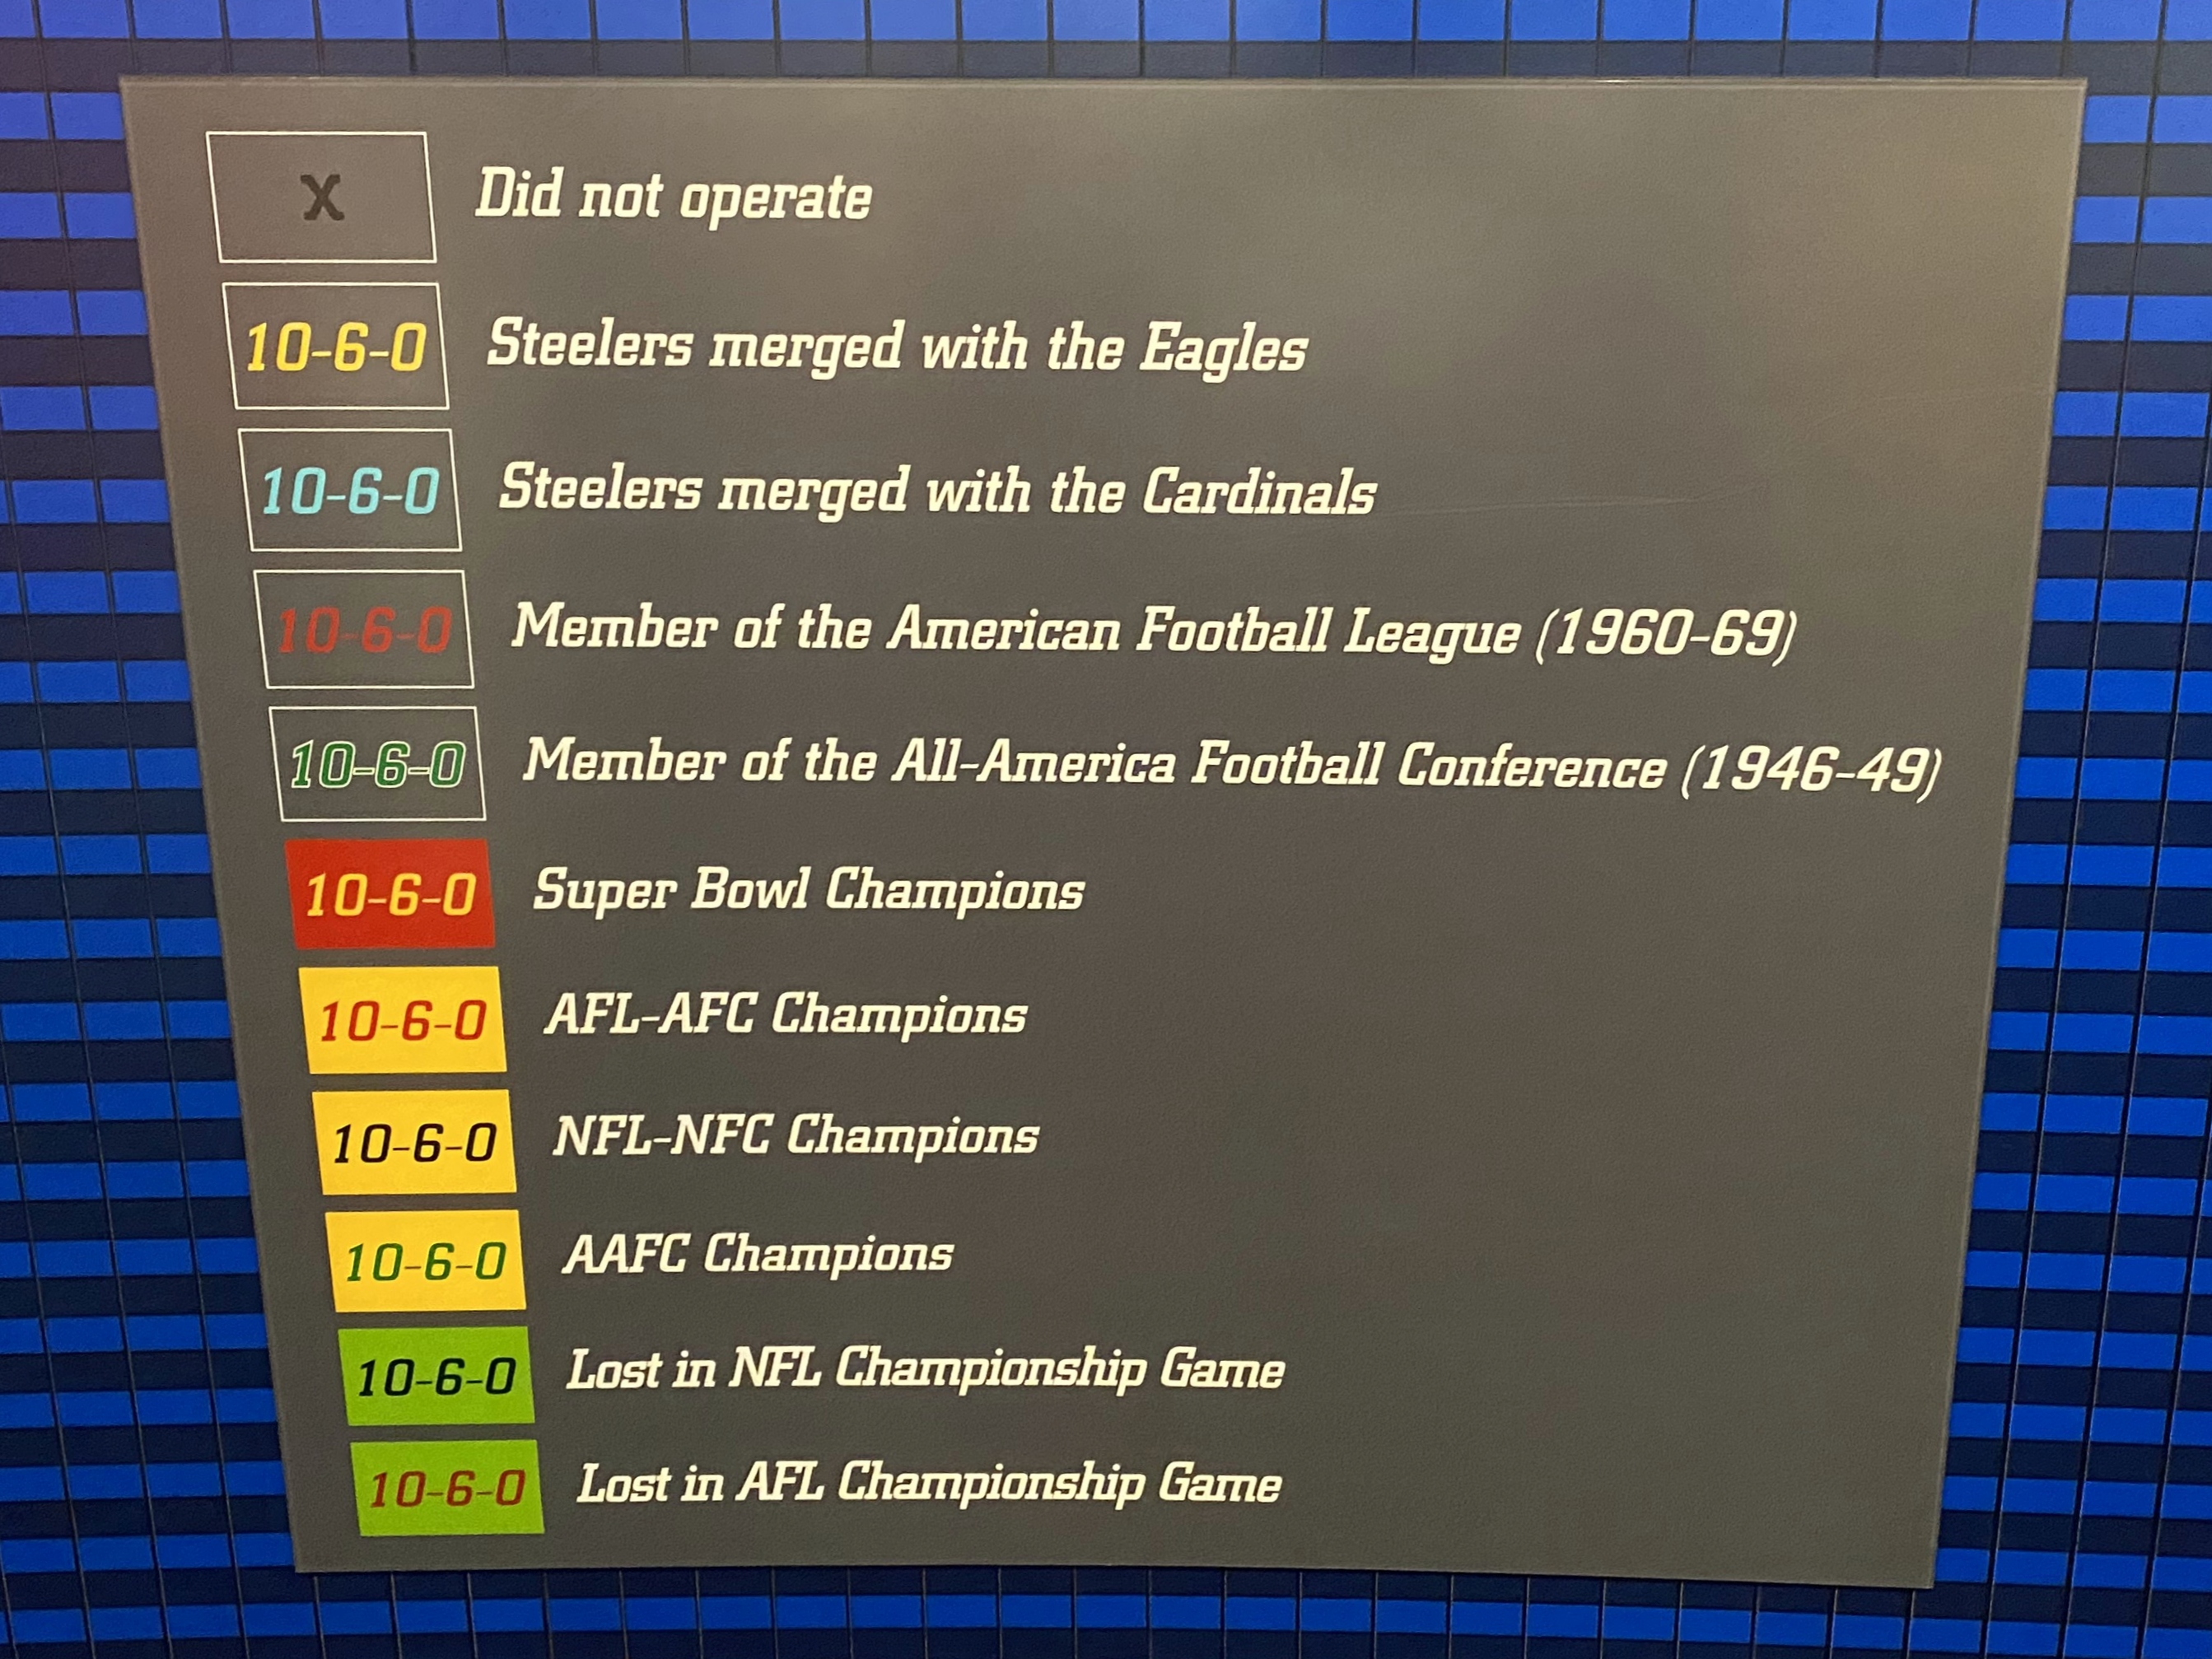 X Did not operate
10-6-0 Steelers merged with the Eagles
10-6-0 Steelers merged with the Cardinals
10-6-0 Member of the American Football League (1960-69)
10-6-0 Member of the All-America Football Conference (1946-49)
10-6-0 Super Bowl Champions
10-6-0 AFL-AFC Champions
10-6-0 NFL-NFC Champions
10-6-0 AAFC Champions
10-6-0 Lost in NFL Championship Game
10-6-0 Lost in AFL Championship Game